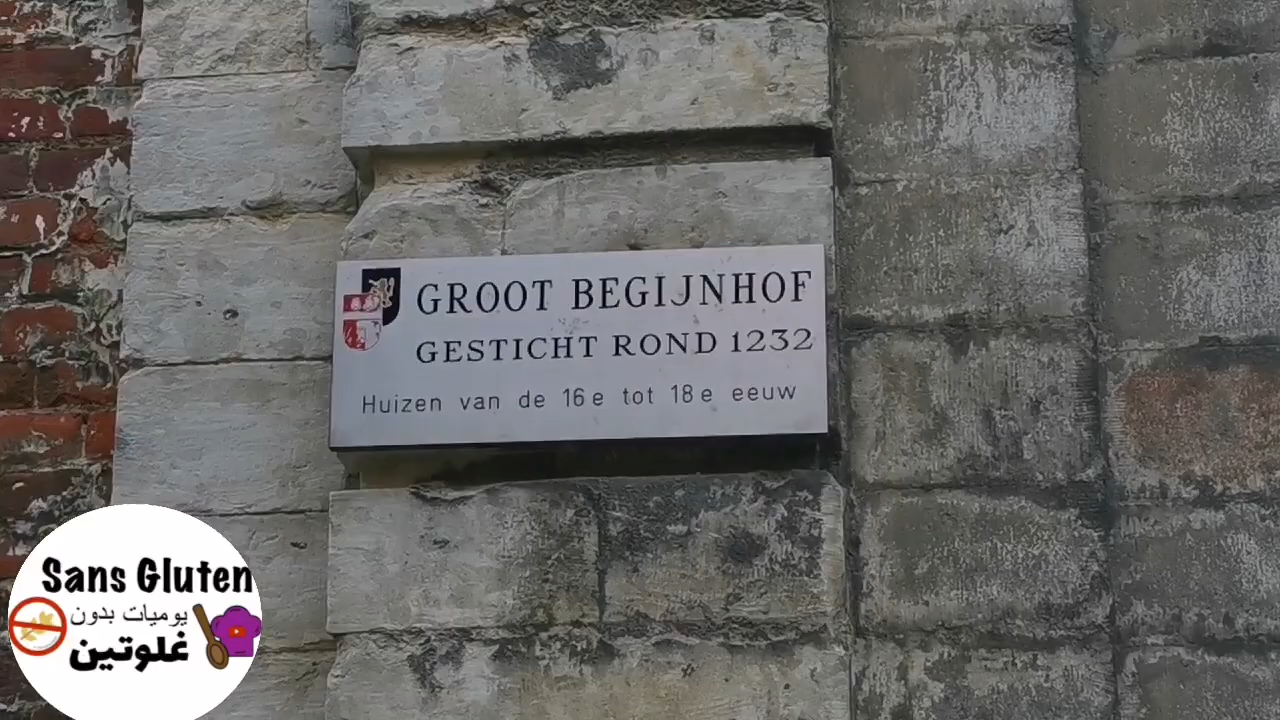 GROOT BEGIJNHOF
GESTICHT ROND 1232
Huizen van de 16e tot 18e eeuw
Sans Gluten
يوميات بدون
غلوتين